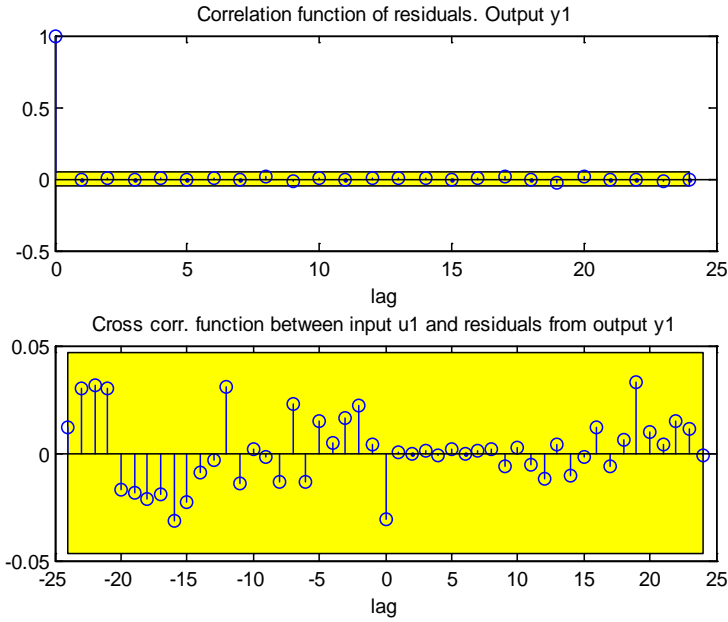 Correlation function of residuals. Output y1
1
0.5
0
-0.5
0 5 10 15 20 25
lag
Cross corr. function between input u1 and residuals from output y1
0.05
0
-0.05
-25 -20 -15 -10 -5 0 5 10 15 20 25
lag